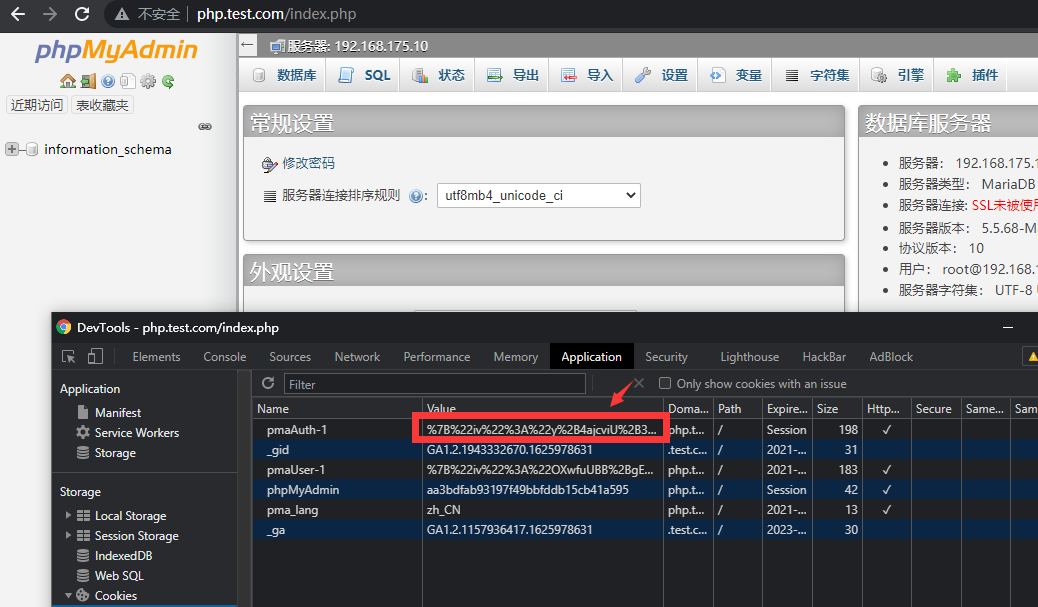 不安全 php.test.com/index.php
phpMyAdmin
近期访问 表收藏夹
information_schema
服务器: 192.168.175.10
数据库 SQL 状态 导出 导入 设置 变量 字符集 引擎 插件
常规设置
修改密码
服务器连接排序规则 : utf8mb4_unicode_ci
外观设置
数据库服务器
服务器: 192.168.175.1
服务器类型: MariaDB
服务器连接: SSL未被使用
服务器版本: 5.5.68-M
协议版本: 10
用户: root@192.168.1
服务器字符集: UTF-8
DevTools - php.test.com/index.php
Elements Console Sources Network Performance Memory Application Security Lighthouse HackBar AdBlock
Application
Manifest
Service Workers
Storage
Storage
Local Storage
Session Storage
IndexedDB
Web SQL
Cookies
Filter Only show cookies with an issue
Name Value Doma... Path Expire... Size Http... Secure Same... Sam
pmaAuth-1 %7B%22iv%22%3A%22y%2B4ajcviU%2B3... php.t... / Session 198 ✓
_gid GA1.2.1943332670.1625978631 .test.c... / 2021-... 31
pmaUser-1 %7B%22iv%22%3A%22OXwfuUBB%2BgE... php.t... / 2021-... 183 ✓
phpMyAdmin aa3bdfab93197f49bbfddb15cb41a595 php.t... / Session 42 ✓
pma_lang zh_CN php.t... / 2021-... 13 ✓
_ga GA1.2.1157936417.1625978631 .test.c... / 2023-... 30